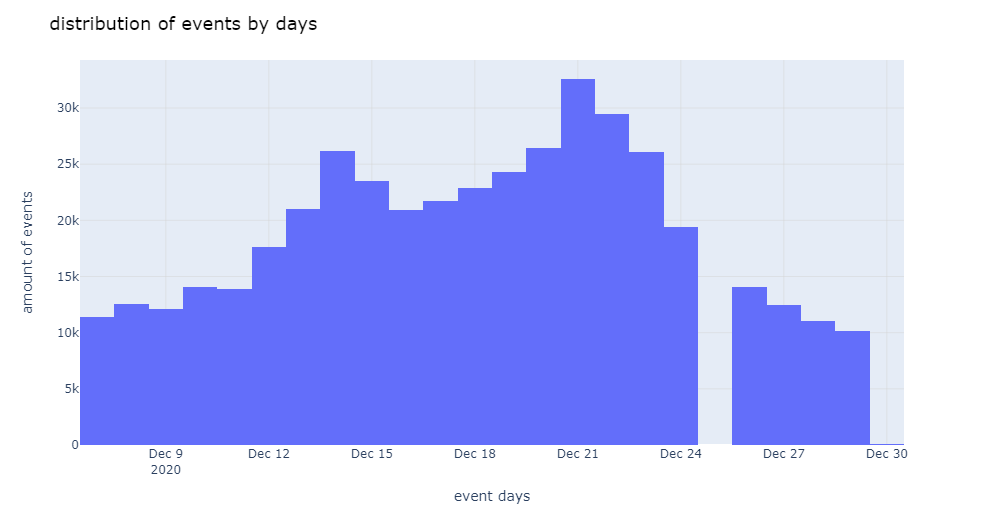 distribution of events by days
amount of events
30k
25k
20k
15k
10k
5k
0
Dec 9
2020
Dec 12
Dec 15
Dec 18
Dec 21
Dec 24
Dec 27
Dec 30
event days